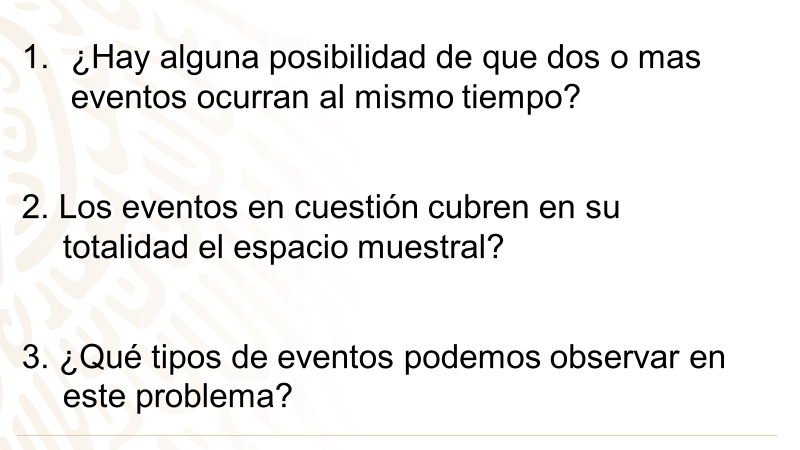 1. ¿Hay alguna posibilidad de que dos o mas
eventos ocurran al mismo tiempo?
2. Los eventos en cuestión cubren en su
totalidad el espacio muestral?
3. ¿Qué tipos de eventos podemos observar en
este problema?